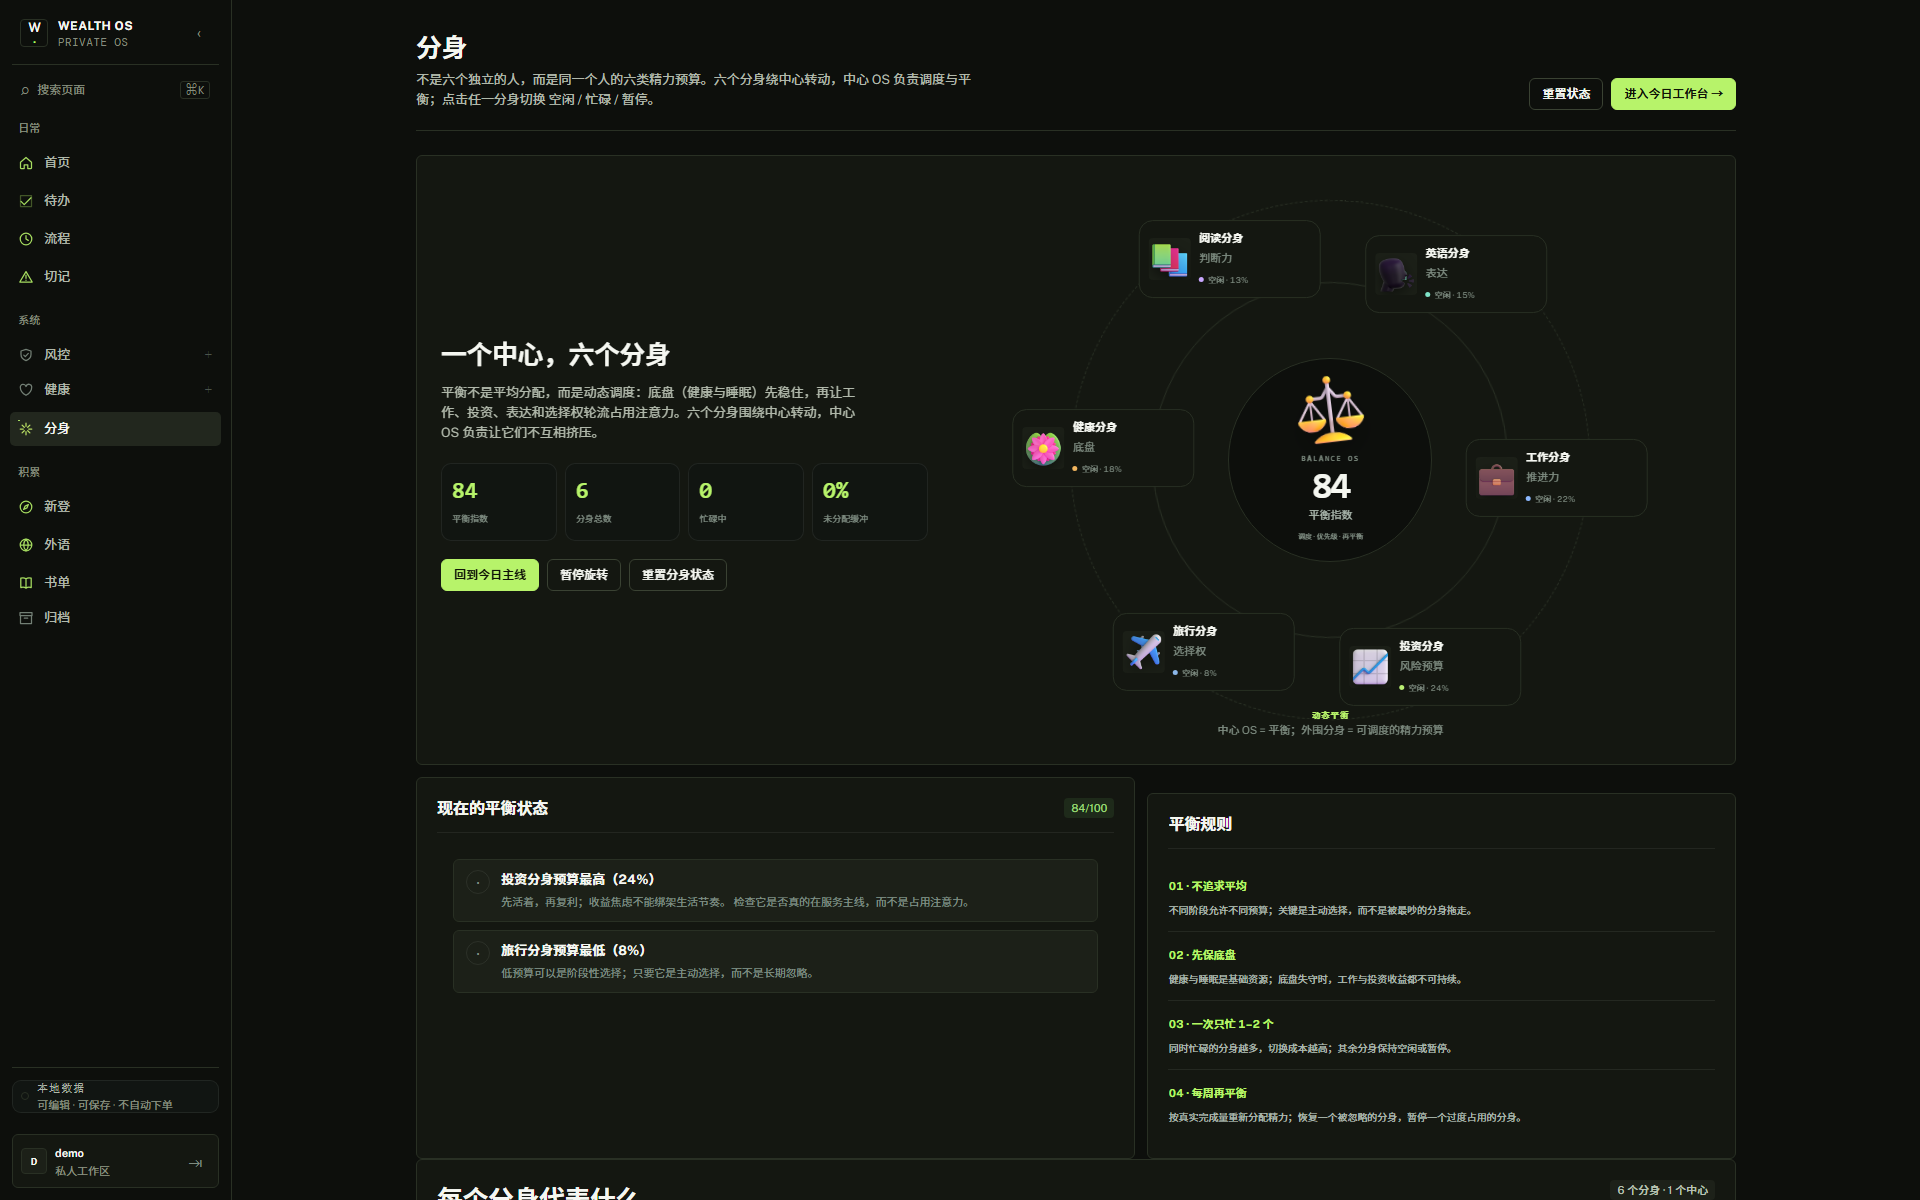 W
WEALTH OS
PRIVATE OS
搜索页面
⌘K
日常
首页
待办
流程
切记
系统
风控
健康
分身
积累
新登
外语
书单
归档
本地数据
可编辑 · 可保存 · 不自动下单
D
demo
私人工作区
分身
不是六个独立的人，而是同一个人的六类精力预算。六个分身绕中心转动，中心 OS 负责调度与平
衡；点击任一分身切换 空闲 / 忙碌 / 暂停。
重置状态
进入今日工作台 →
一个中心，六个分身
平衡不是平均分配，而是动态调度：底盘（健康与睡眠）先稳住，再让工
作、投资、表达和选择权轮流占用注意力。六个分身围绕中心转动，中心
OS 负责让它们不互相挤压。
84
平衡指数
6
分身总数
0
忙碌中
0%
未分配缓冲
回到今日主线
暂停旋转
重置分身状态
阅读分身
判断力
空闲 · 13%
英语分身
表达
空闲 · 15%
健康分身
底盘
空闲 · 18%
BALANCE OS
84
平衡指数
调度 · 优先级 · 再平衡
工作分身
推进力
空闲 · 22%
旅行分身
选择权
空闲 · 8%
投资分身
风险预算
空闲 · 24%
动态平衡
中心 OS = 平衡；外围分身 = 可调度的精力预算
现在的平衡状态
84/100
投资分身预算最高（24%）
先活着，再复利；收益焦虑不能绑架生活节奏。 检查它是否真的在服务主线，而不是占用注意力。
旅行分身预算最低（8%）
低预算可以是阶段性选择；只要它是主动选择，而不是长期忽略。
平衡规则
01 · 不追求平均
不同阶段允许不同预算；关键是主动选择，而不是被最吵的分身拖走。
02 · 先保底盘
健康与睡眠是基础资源；底盘失守时，工作与投资收益都不可持续。
03 · 一次只忙 1–2 个
同时忙碌的分身越多，切换成本越高；其余分身保持空闲或暂停。
04 · 每周再平衡
按真实完成量重新分配精力；恢复一个被忽略的分身，暂停一个过度占用的分身。
每个分身代表什么
6 个分身 · 1 个中心